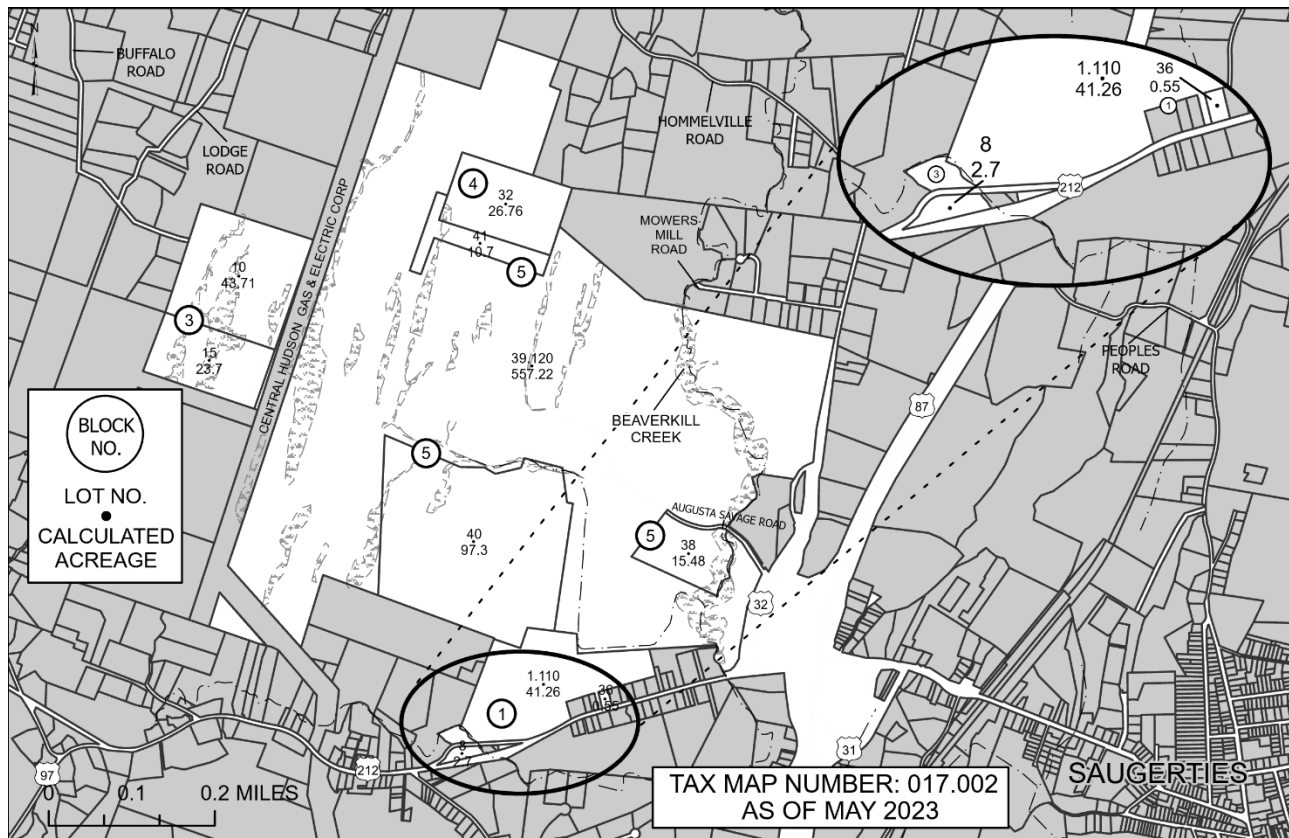 N
BUFFALO
ROAD
LODGE
ROAD
CENTRAL HUDSON GAS & ELECTRIC CORP
HOMMELVILLE
ROAD
1.110
41.26
36
0.55
1
8
2.7
3
212
4
32
26.76
41
10.7
5
MOWERS
MILL
ROAD
10
43.71
3
15
23.7
39.120
557.22
PEOPLES
ROAD
87
BEAVERKILL
CREEK
BLOCK
NO.
LOT NO.
CALCULATED
ACREAGE
5
40
97.3
AUGUSTA SAVAGE ROAD
5
38
15.48
32
1.110
41.26
36
0.55
1
8
2.7
212
97
31
0 0.1 0.2 MILES
TAX MAP NUMBER: 017.002
AS OF MAY 2023
SAUGERTIES